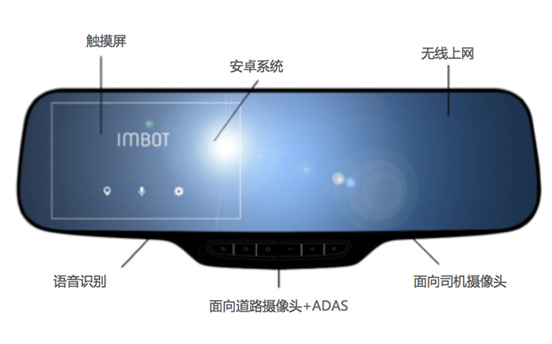 触摸屏
安卓系统
无线上网
IMBOT
语音识别
面向道路摄像头+ADAS
面向司机摄像头